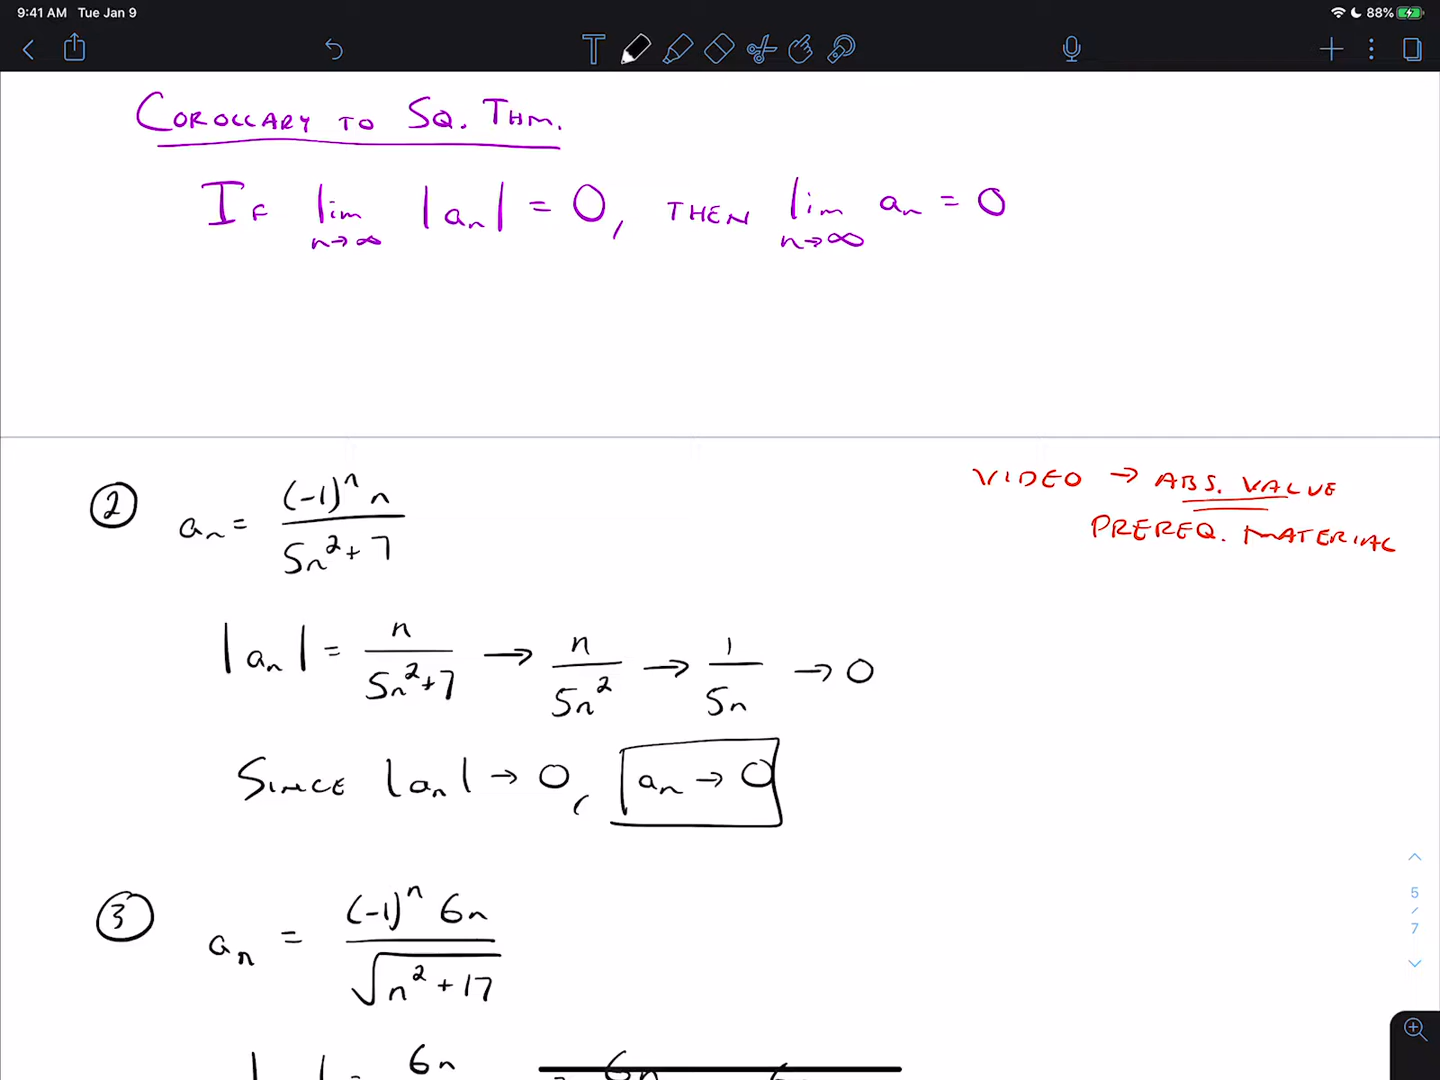 9:41 AM Tue Jan 9
88%
COROLLARY TO SQ. THM.
IF lim n→∞ |aₙ| = 0, THEN lim n→∞ aₙ = 0
VIDEO → ABS. VALUE
PREREQ. MATERIAL
② aₙ = (-1)ⁿ n / 5n² + 7
|aₙ| = n / 5n²+7 → n / 5n² → 1 / 5n → 0
SINCE |aₙ| → 0, aₙ → 0
③ aₙ = (-1)ⁿ 6n / √n² + 17
6n
5 / 7